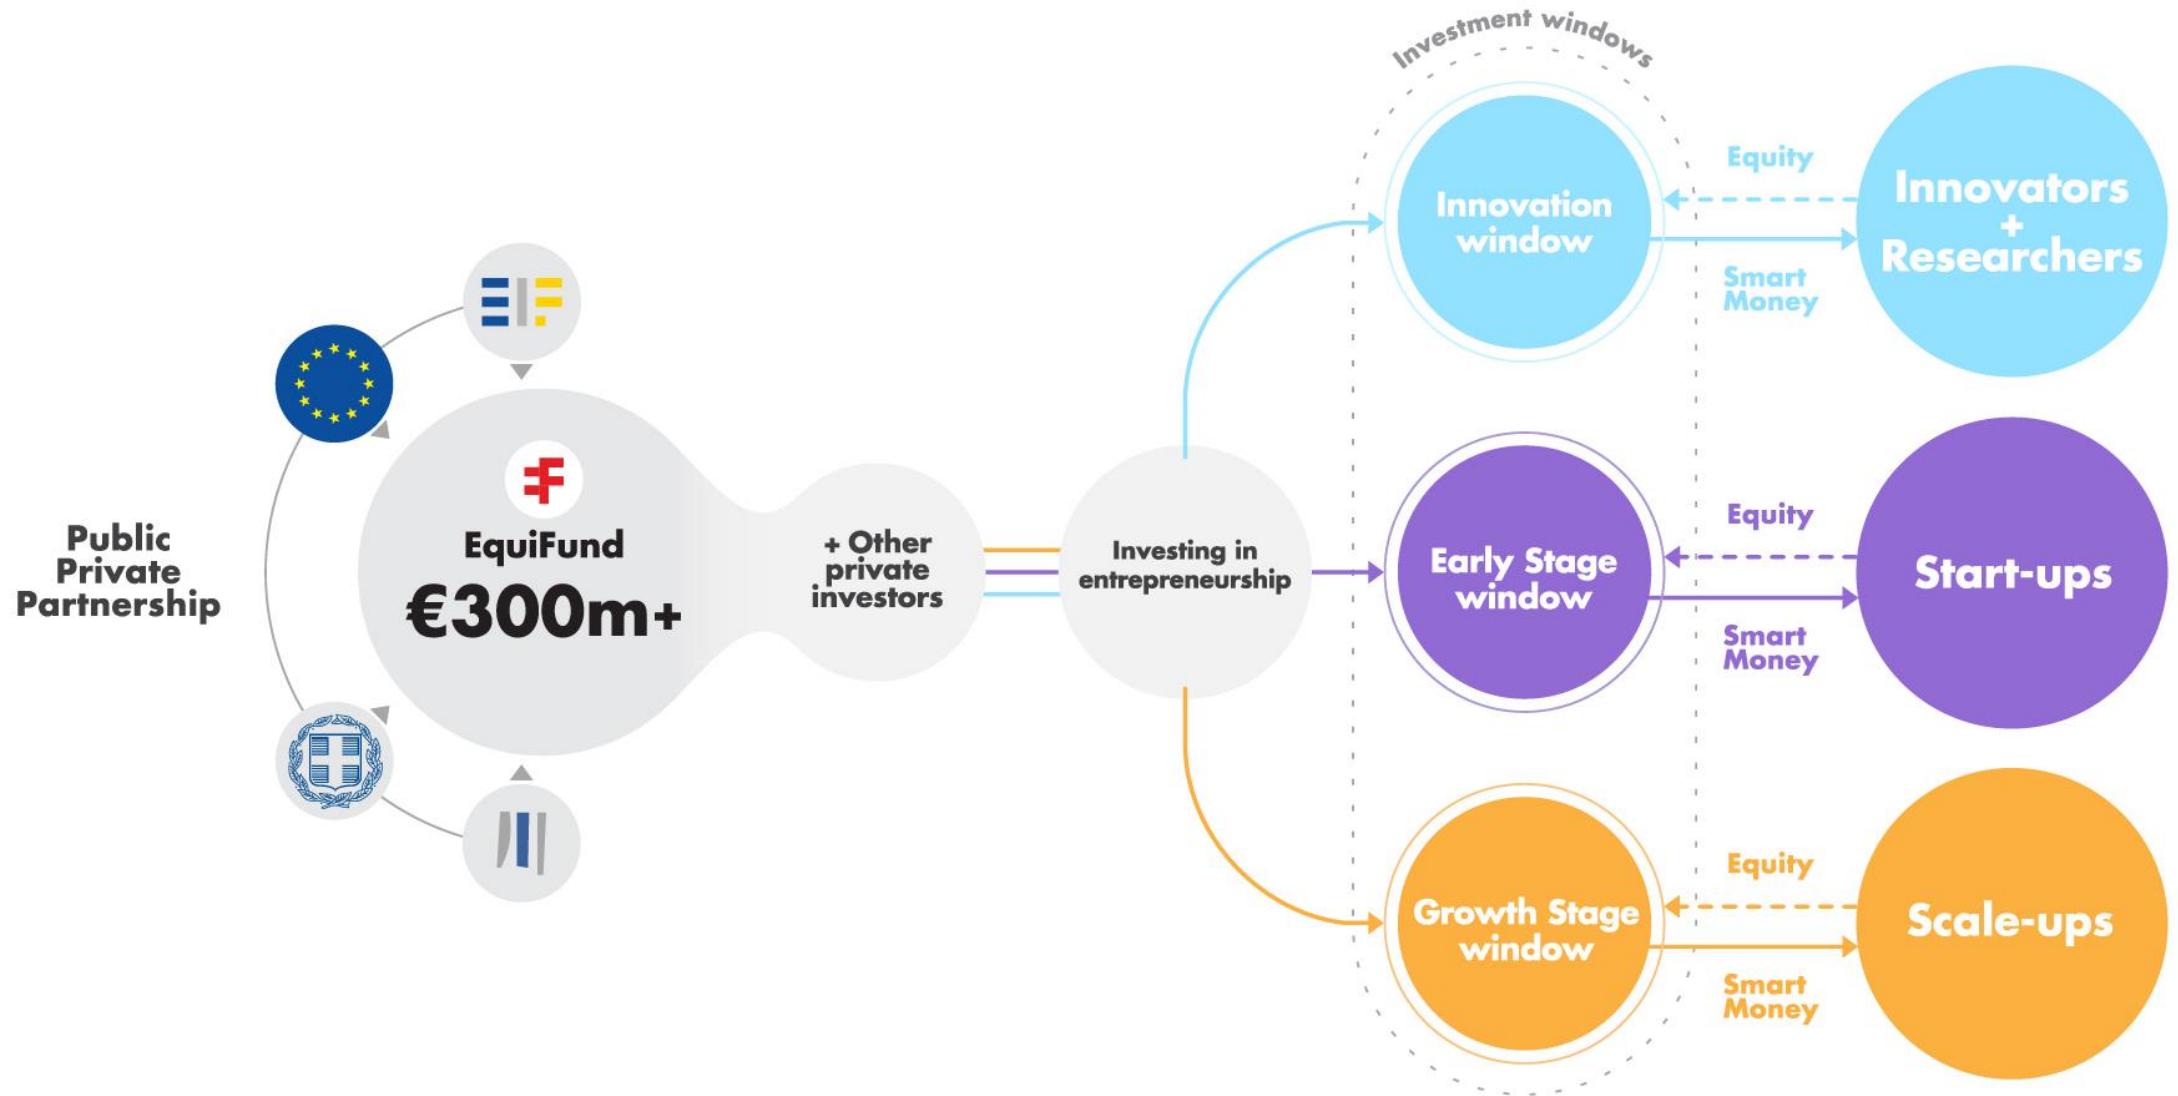 Investment windows
Public
Private
Partnership
EIF
EquiFund
€300m+
+ Other
private
investors
Investing in
entrepreneurship
Innovation
window
Equity
Smart
Money
Innovators
+
Researchers
Early Stage
window
Equity
Smart
Money
Start-ups
Growth Stage
window
Equity
Smart
Money
Scale-ups